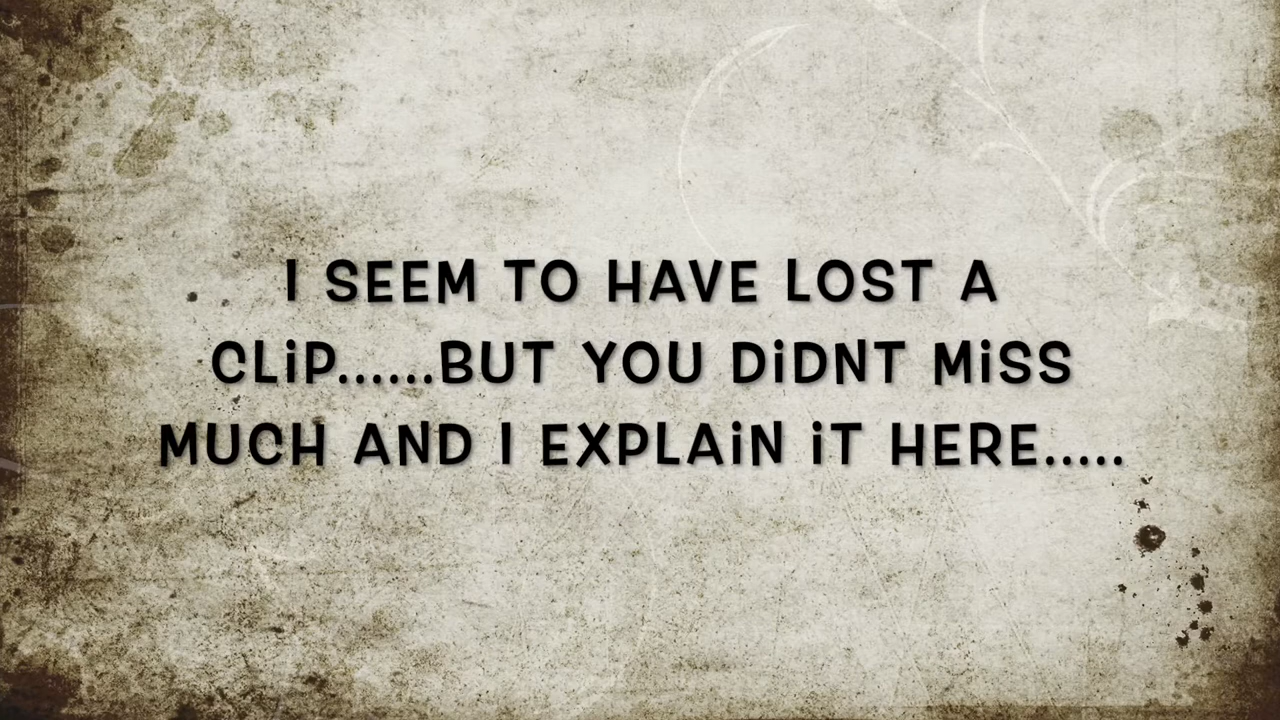 I SEEM TO HAVE LOST A
CLiP......BUT YOU DiDNT MiSS
MUCH AND I EXPLAiN iT HERE.....